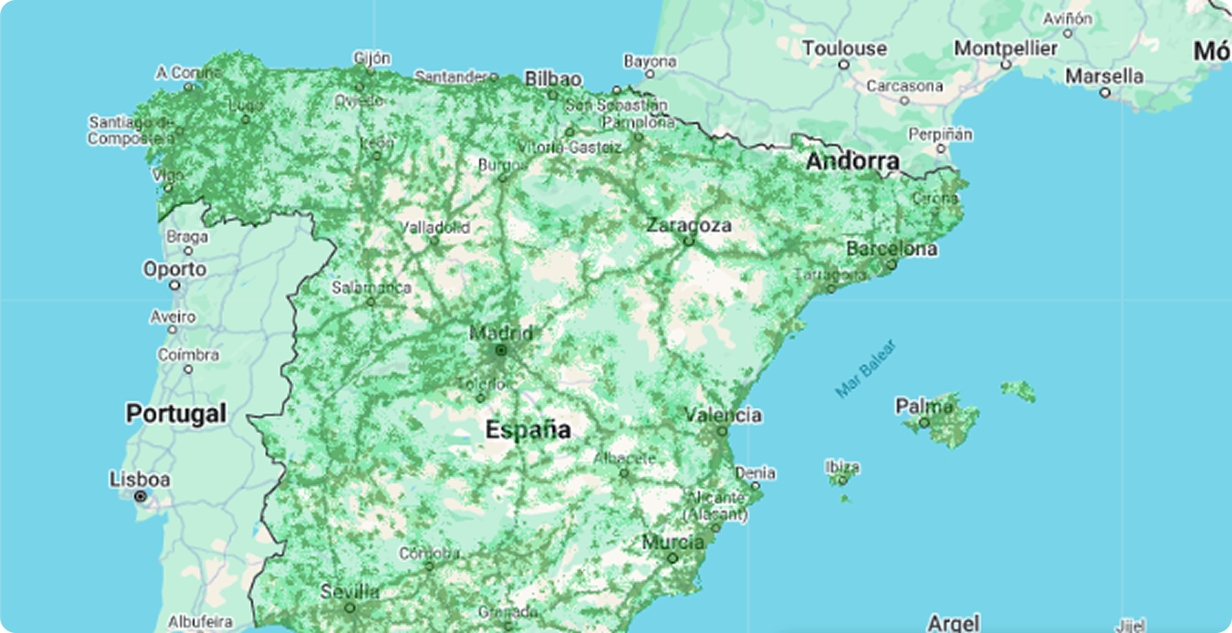 Aviñón
Toulouse
Montpellier
Mó
Gijón
Bayona
A Coruña
Santander
Bilbao
Marsella
Carcasona
Lugo
Oviedo
San Sebastián
Santiago de
Compostela
Pamplona
Perpiñán
León
Vitoria-Gasteiz
Andorra
Vigo
Burgos
Girona
Braga
Valladolid
Zaragoza
Barcelona
Oporto
Tarragona
Salamanca
Aveiro
Madrid
Coímbra
Mar Balear
Toledo
Palma
Portugal
Valencia
España
Albacete
Lisboa
Denia
Ibiza
Alicante
(Alacant)
Murcia
Córdoba
Sevilla
Granada
Albufeira
Argel
Jijel